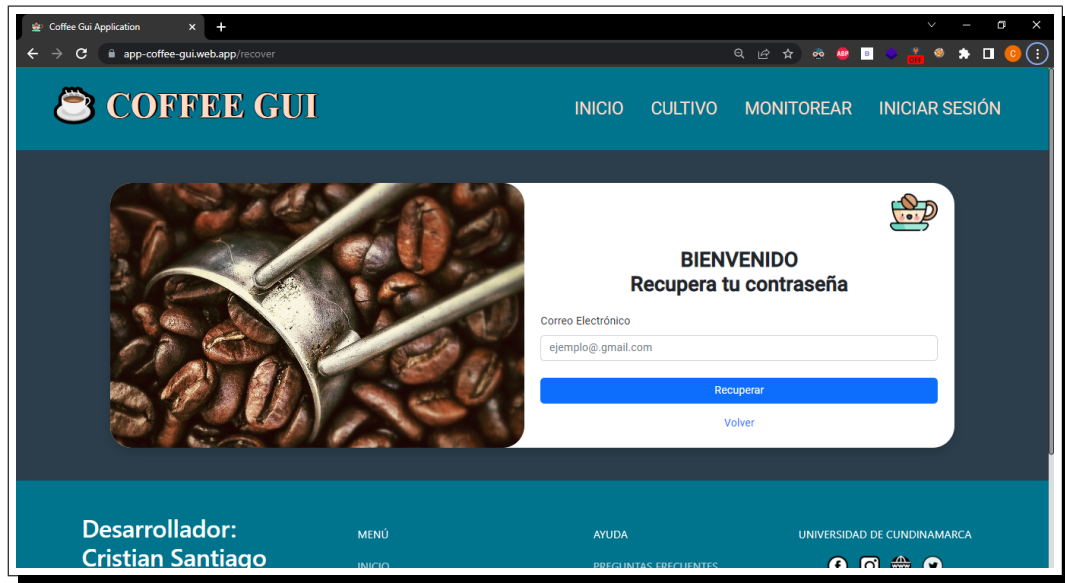 Coffee Gui Application
app-coffee-gui.web.app/recover
ABP
OFF
C
COFFEE GUI
INICIO CULTIVO MONITOREAR INICIAR SESIÓN
BIENVENIDO
Recupera tu contraseña
Correo Electrónico
ejemplo@.gmail.com
Recuperar
Volver
Desarrollador:
Cristian Santiago
MENÚ
INICIO
AYUDA
PREGUNTAS FRECUENTES
UNIVERSIDAD DE CUNDINAMARCA